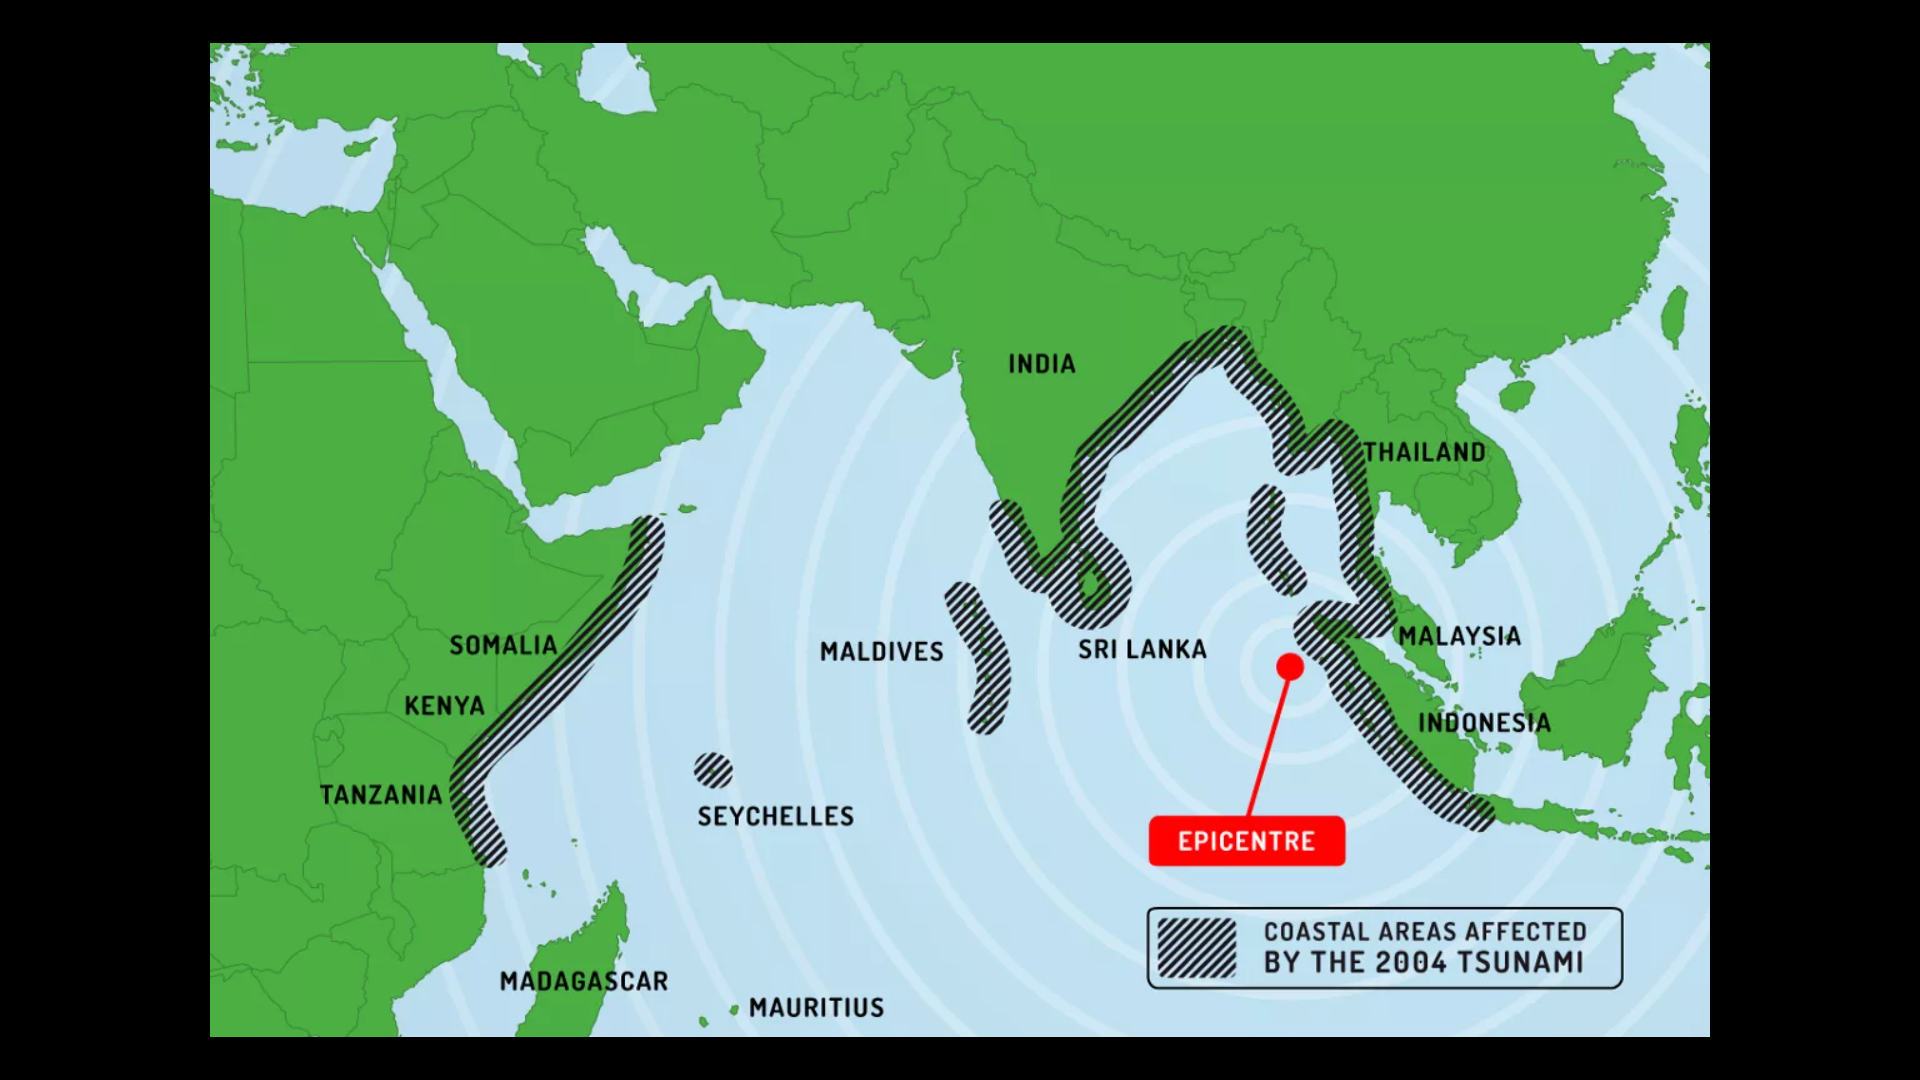 INDIA
THAILAND
SOMALIA
MALDIVES
SRI LANKA
MALAYSIA
KENYA
INDONESIA
TANZANIA
SEYCHELLES
EPICENTRE
COASTAL AREAS AFFECTED
BY THE 2004 TSUNAMI
MADAGASCAR
MAURITIUS